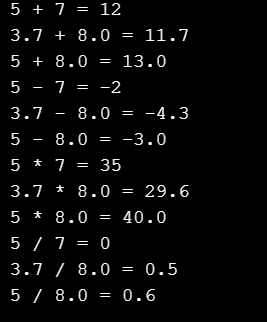 5 + 7 = 12
3.7 + 8.0 = 11.7
5 + 8.0 = 13.0
5 - 7 = -2
3.7 - 8.0 = -4.3
5 - 8.0 = -3.0
5 * 7 = 35
3.7 * 8.0 = 29.6
5 * 8.0 = 40.0
5 / 7 = 0
3.7 / 8.0 = 0.5
5 / 8.0 = 0.6